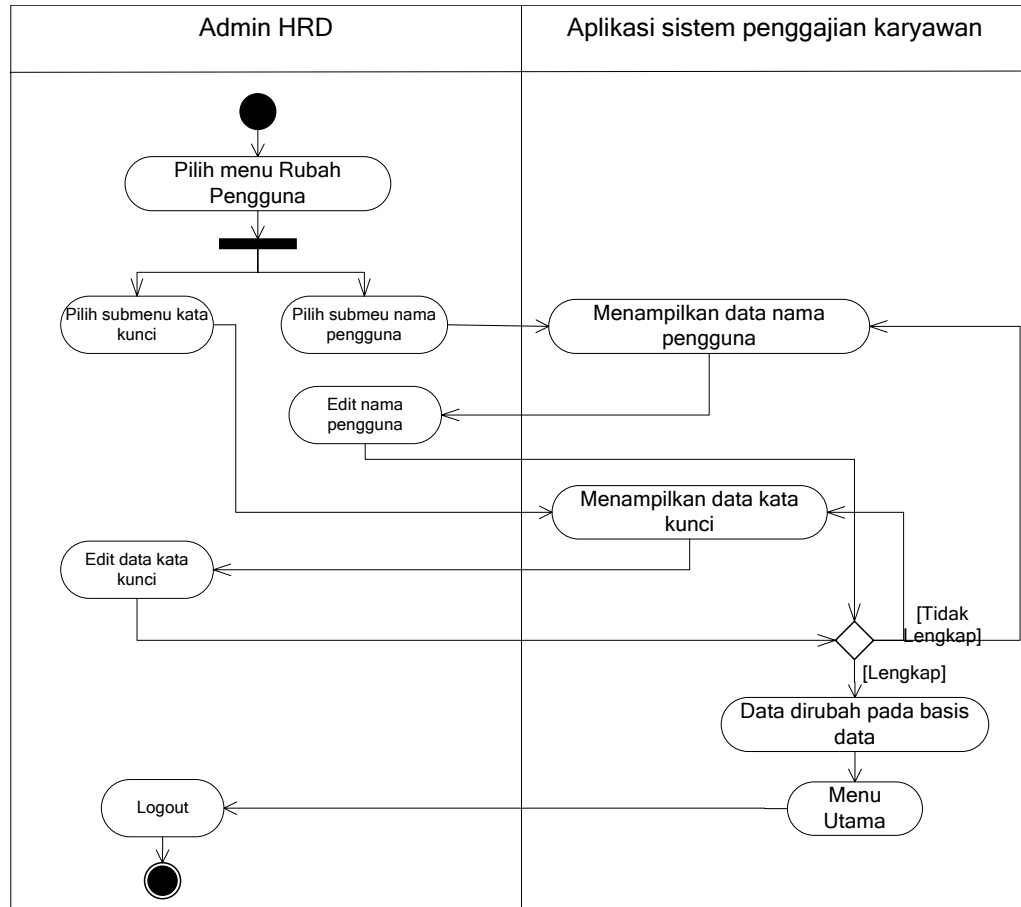 Admin HRD
Aplikasi sistem penggajian karyawan
Pilih menu Rubah
Pengguna
Pilih submenu kata
kunci
Pilih submeu nama
pengguna
Menampilkan data nama
pengguna
Edit nama
pengguna
Menampilkan data kata
kunci
Edit data kata
kunci
[Tidak
Lengkap]
[Lengkap]
Data dirubah pada basis
data
Logout
Menu
Utama